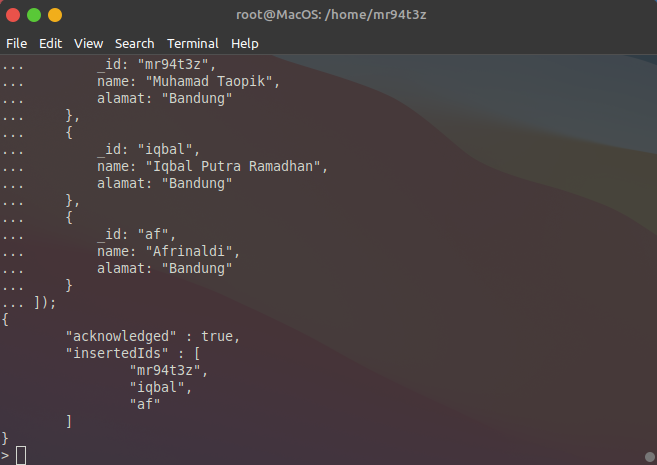 root@MacOS: /home/mr94t3z
File Edit View Search Terminal Help
...         _id: "mr94t3z",
...         name: "Muhamad Taopik",
...         alamat: "Bandung"
...     },
...     {
...         _id: "iqbal",
...         name: "Iqbal Putra Ramadhan",
...         alamat: "Bandung"
...     },
...     {
...         _id: "af",
...         name: "Afrinaldi",
...         alamat: "Bandung"
...     }
... ]);
{
        "acknowledged" : true,
        "insertedIds" : [
                "mr94t3z",
                "iqbal",
                "af"
        ]
}
>